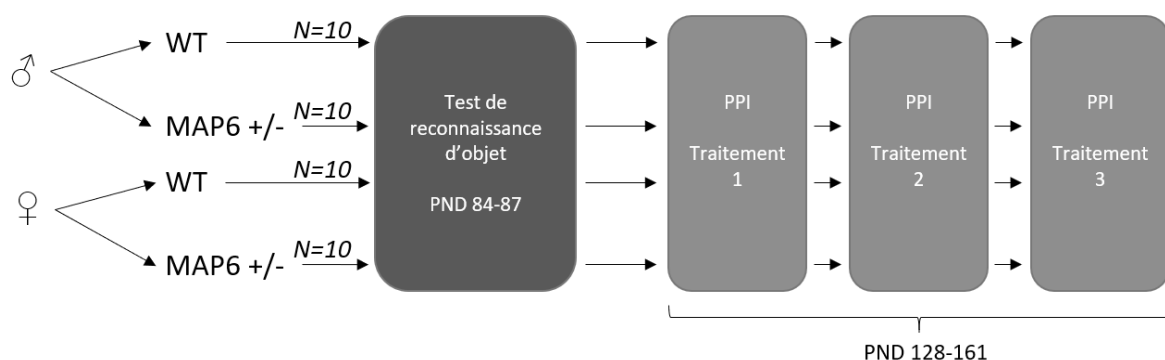 ♂
WT
N=10
MAP6 +/-
N=10
♀
WT
N=10
MAP6 +/-
N=10
Test de
reconnaissance
d’objet
PND 84-87
PPI
Traitement
1
PPI
Traitement
2
PPI
Traitement
3
PND 128-161